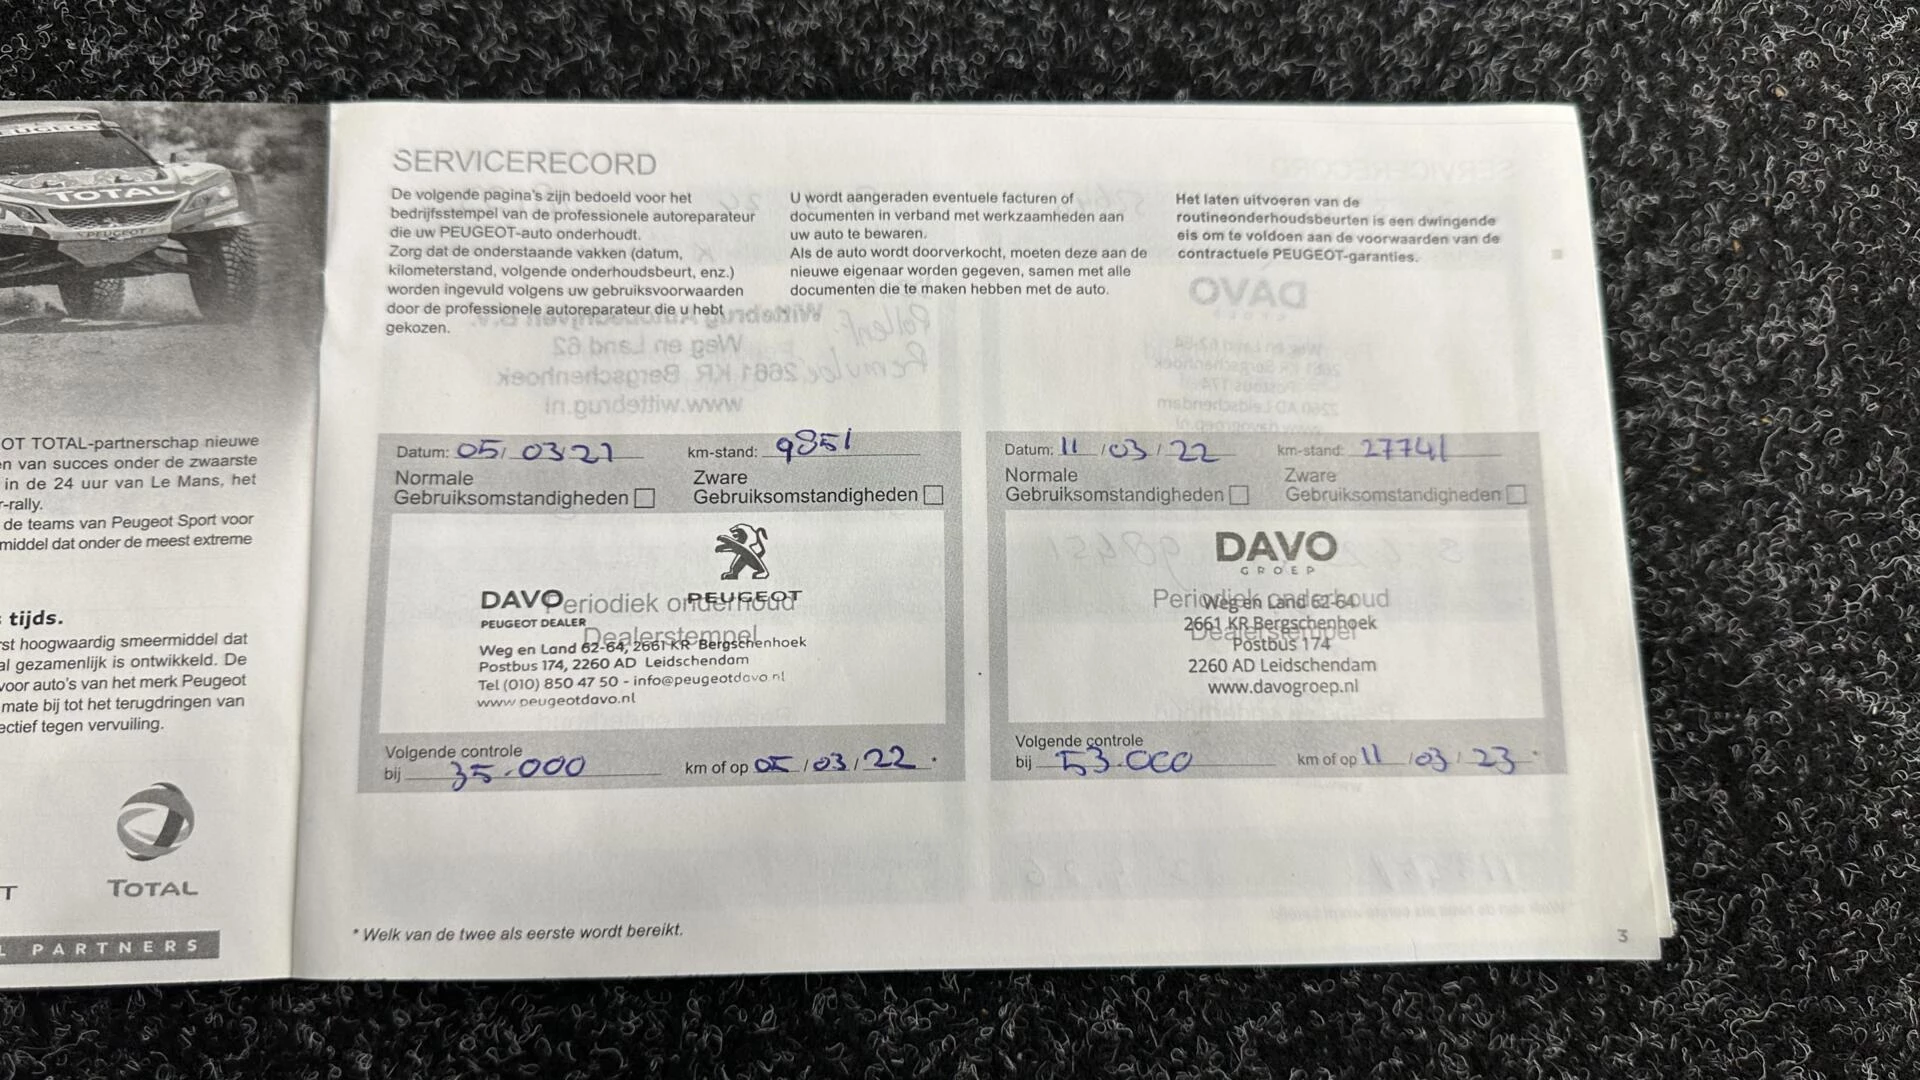 UGEOT
TOTAL
PEUGEOT
OT TOTAL-partnerschap nieuwe
n van succes onder de zwaarste
in de 24 uur van Le Mans, het
r-rally.
de teams van Peugeot Sport voor
middel dat onder de meest extreme
tijds.
rst hoogwaardig smeermiddel dat
al gezamenlijk is ontwikkeld. De
voor auto's van het merk Peugeot
mate bij tot het terugdringen van
ectief tegen vervuiling.
T
TOTAL
L PARTNERS
SERVICERECORD
De volgende pagina's zijn bedoeld voor het
bedrijfsstempel van de professionele autoreparateur
die uw PEUGEOT-auto onderhoudt.
Zorg dat de onderstaande vakken (datum,
kilometerstand, volgende onderhoudsbeurt, enz.)
worden ingevuld volgens uw gebruiksvoorwaarden
door de professionele autoreparateur die u hebt
gekozen.
U wordt aangeraden eventuele facturen of
documenten in verband met werkzaamheden aan
uw auto te bewaren.
Als de auto wordt doorverkocht, moeten deze aan de
nieuwe eigenaar worden gegeven, samen met alle
documenten die te maken hebben met de auto.
Het laten uitvoeren van de
routineonderhoudsbeurten is een dwingende
eis om te voldoen aan de voorwaarden van de
contractuele PEUGEOT-garanties.
Datum: 05/03/21 km-stand: 9851
Normale Gebruiksomstandigheden
Zware Gebruiksomstandigheden
PEUGEOT
DAVO
PEUGEOT DEALER
Periodiek onderhoud
Dealerstempel
Weg en Land 62-64, 2661 KR Bergschenhoek
Postbus 174, 2260 AD Leidschendam
Tel (010) 850 47 50 - info@peugeotdavo.nl
www.peugeotdavo.nl
Volgende controle
bij 35.000 km of op 05/03/22 *
Datum: 11/03/22 km-stand: 27741
Normale Gebruiksomstandigheden
Zware Gebruiksomstandigheden
DAVO
GROEP
Periodiek onderhoud
Dealerstempel
Weg en Land 62-64
2661 KR Bergschenhoek
Postbus 174
2260 AD Leidschendam
www.davogroep.nl
Volgende controle
bij 53.000 km of op 11/03/23 *
* Welk van de twee als eerste wordt bereikt.
3